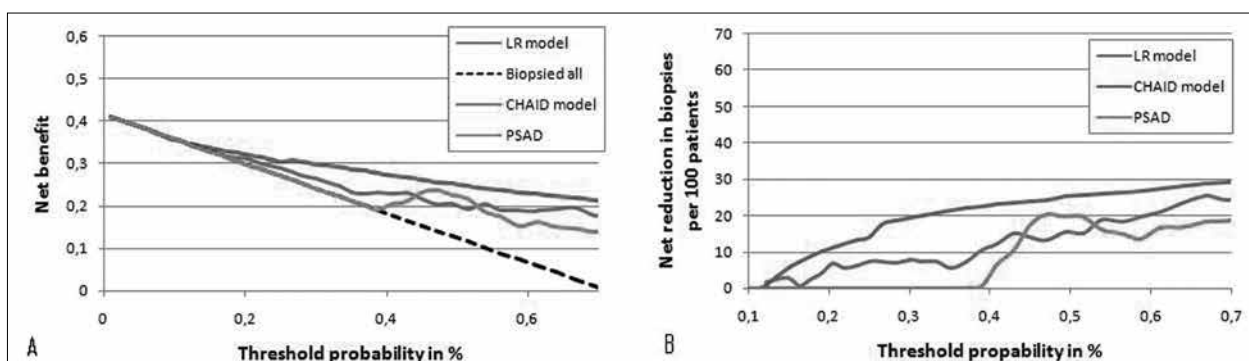 0,6
0,5
0,4
0,3
0,2
0,1
0
Net benefit
0
0,2
0,4
0,6
Threshold probability in %
LR model
Biopsied all
CHAID model
PSAD
A
70
60
50
40
30
20
10
0
Net reduction in biopsies
per 100 patients
0,1
0,2
0,3
0,4
0,5
0,6
0,7
Threshold propability in %
LR model
CHAID model
PSAD
B